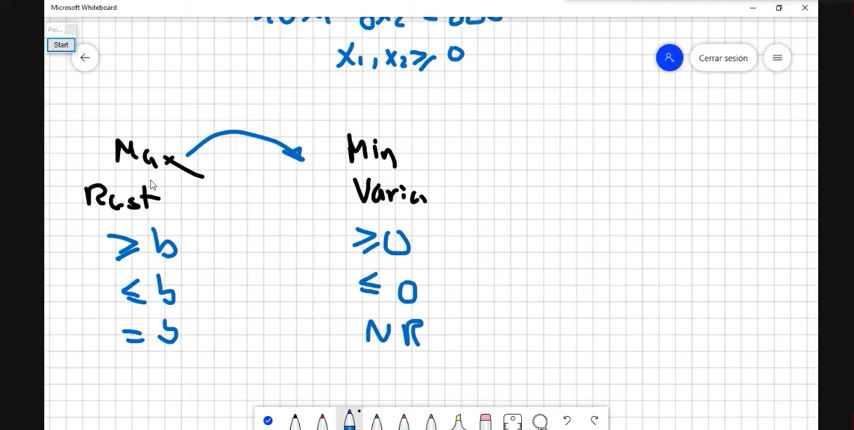 Microsoft Whiteboard
Start
x1, x2 ≥ 0
Cerrar sesión
Max Min
Rest Varia
≥ b ≥ 0
≤ b ≤ 0
= b NR